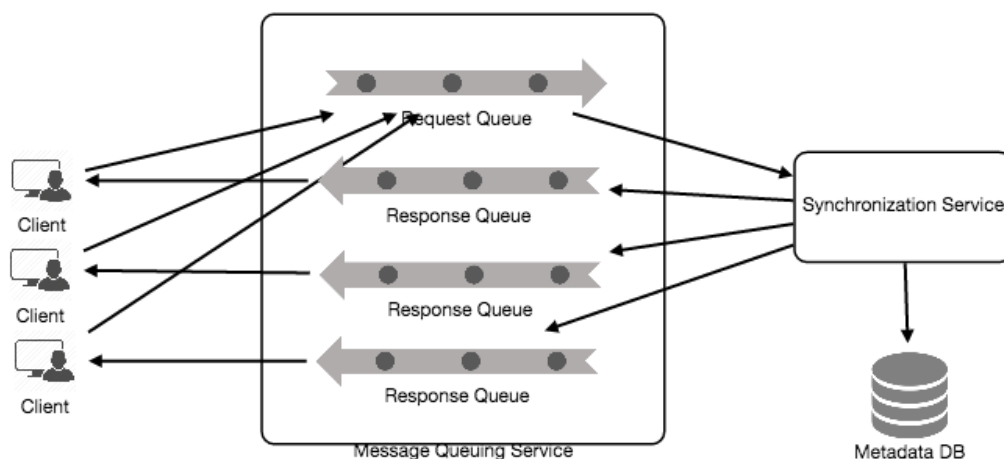 Request Queue
Client
Response Queue
Synchronization Service
Client
Response Queue
Client
Response Queue
Message Queuing Service
Metadata DB